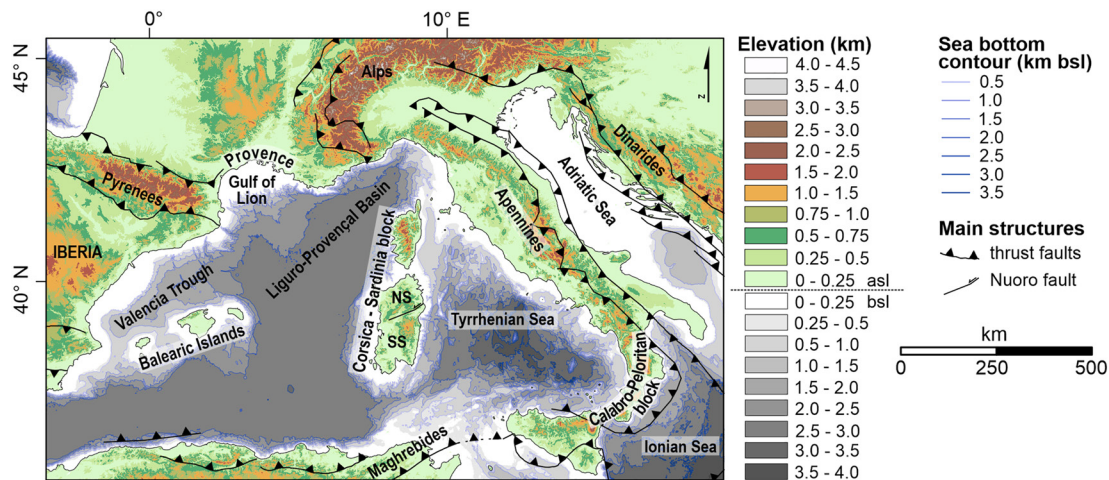 0°
10° E
45° N
40° N
Alps
z
Provence
Gulf of
Lion
Pyrenees
IBERIA
Valencia Trough
Balearic Islands
Liguro-Provencal Basin
Corsica - Sardinia block
NS
SS
Apennines
Adriatic Sea
Dinarides
Tyrrhenian Sea
Calabro-Peloritan
block
Ionian Sea
Maghrebides
Elevation (km)
4.0 - 4.5
3.5 - 4.0
3.0 - 3.5
2.5 - 3.0
2.0 - 2.5
1.5 - 2.0
1.0 - 1.5
0.75 - 1.0
0.5 - 0.75
0.25 - 0.5
0 - 0.25 asl
0 - 0.25 bsl
0.25 - 0.5
0.5 - 1.0
1.0 - 1.5
1.5 - 2.0
2.0 - 2.5
2.5 - 3.0
3.0 - 3.5
3.5 - 4.0
Sea bottom
contour (km bsl)
0.5
1.0
1.5
2.0
2.5
3.0
3.5
Main structures
thrust faults
Nuoro fault
km
0 250 500